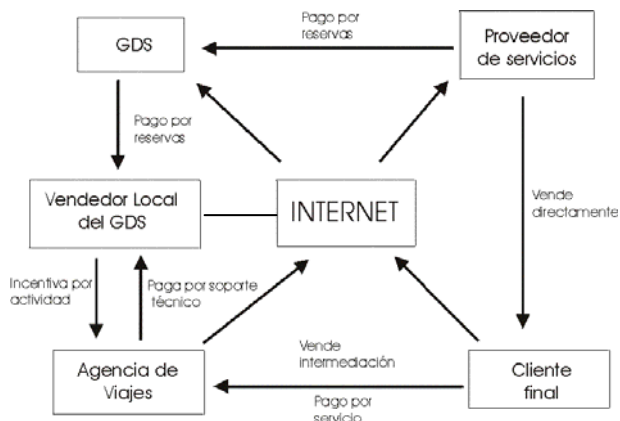 Pago por
reservas
GDS
Proveedor
de servicios
Pago por
reservas
Vendedor Local
del GDS
INTERNET
Vende
directamente
Incentiva por
actividad
Paga por soporte
técnico
Vende
intermediación
Agencia de
Viajes
Cliente
final
Pago por
servicio